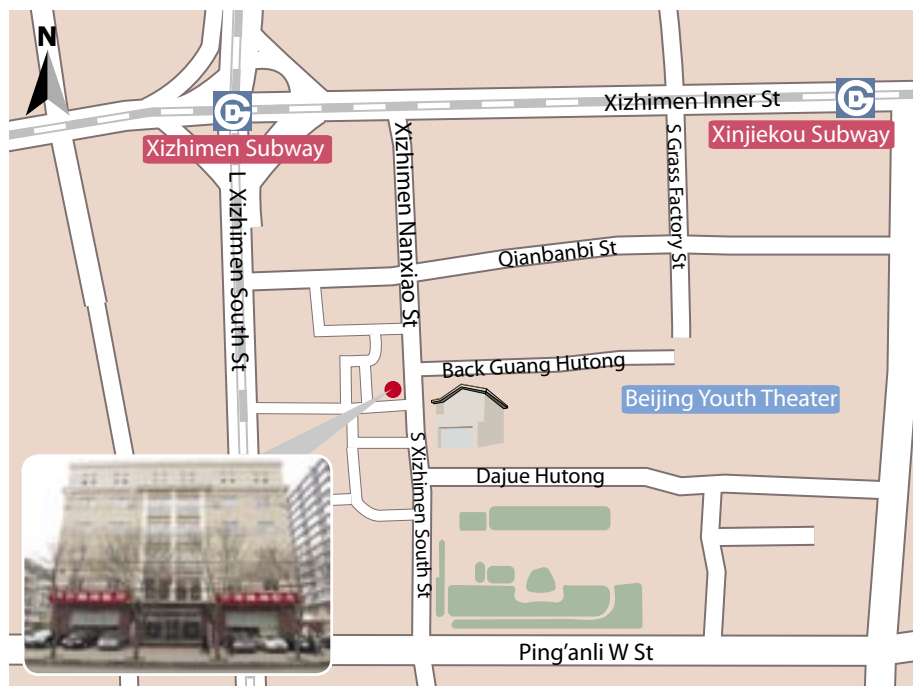 N
Xizhimen Inner St
Xizhimen Subway
Xinjiekou Subway
L Xizhimen South St
Xizhimen Nanxiao St
S Grass Factory St
Qianbanbi St
Back Guang Hutong
Beijing Youth Theater
S Xizhimen South St
Dajue Hutong
Ping'anli W St